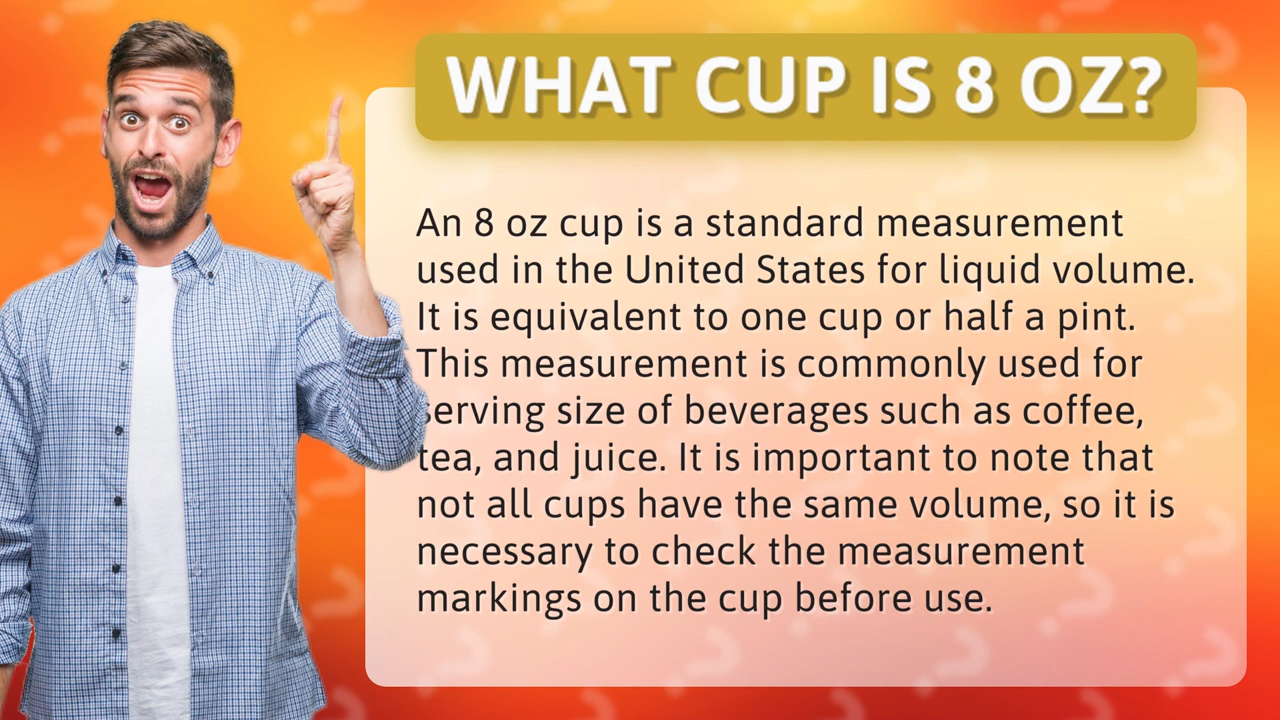 WHAT CUP IS 8 OZ?
An 8 oz cup is a standard measurement
used in the United States for liquid volume.
It is equivalent to one cup or half a pint.
This measurement is commonly used for
serving size of beverages such as coffee,
tea, and juice. It is important to note that
not all cups have the same volume, so it is
necessary to check the measurement
markings on the cup before use.